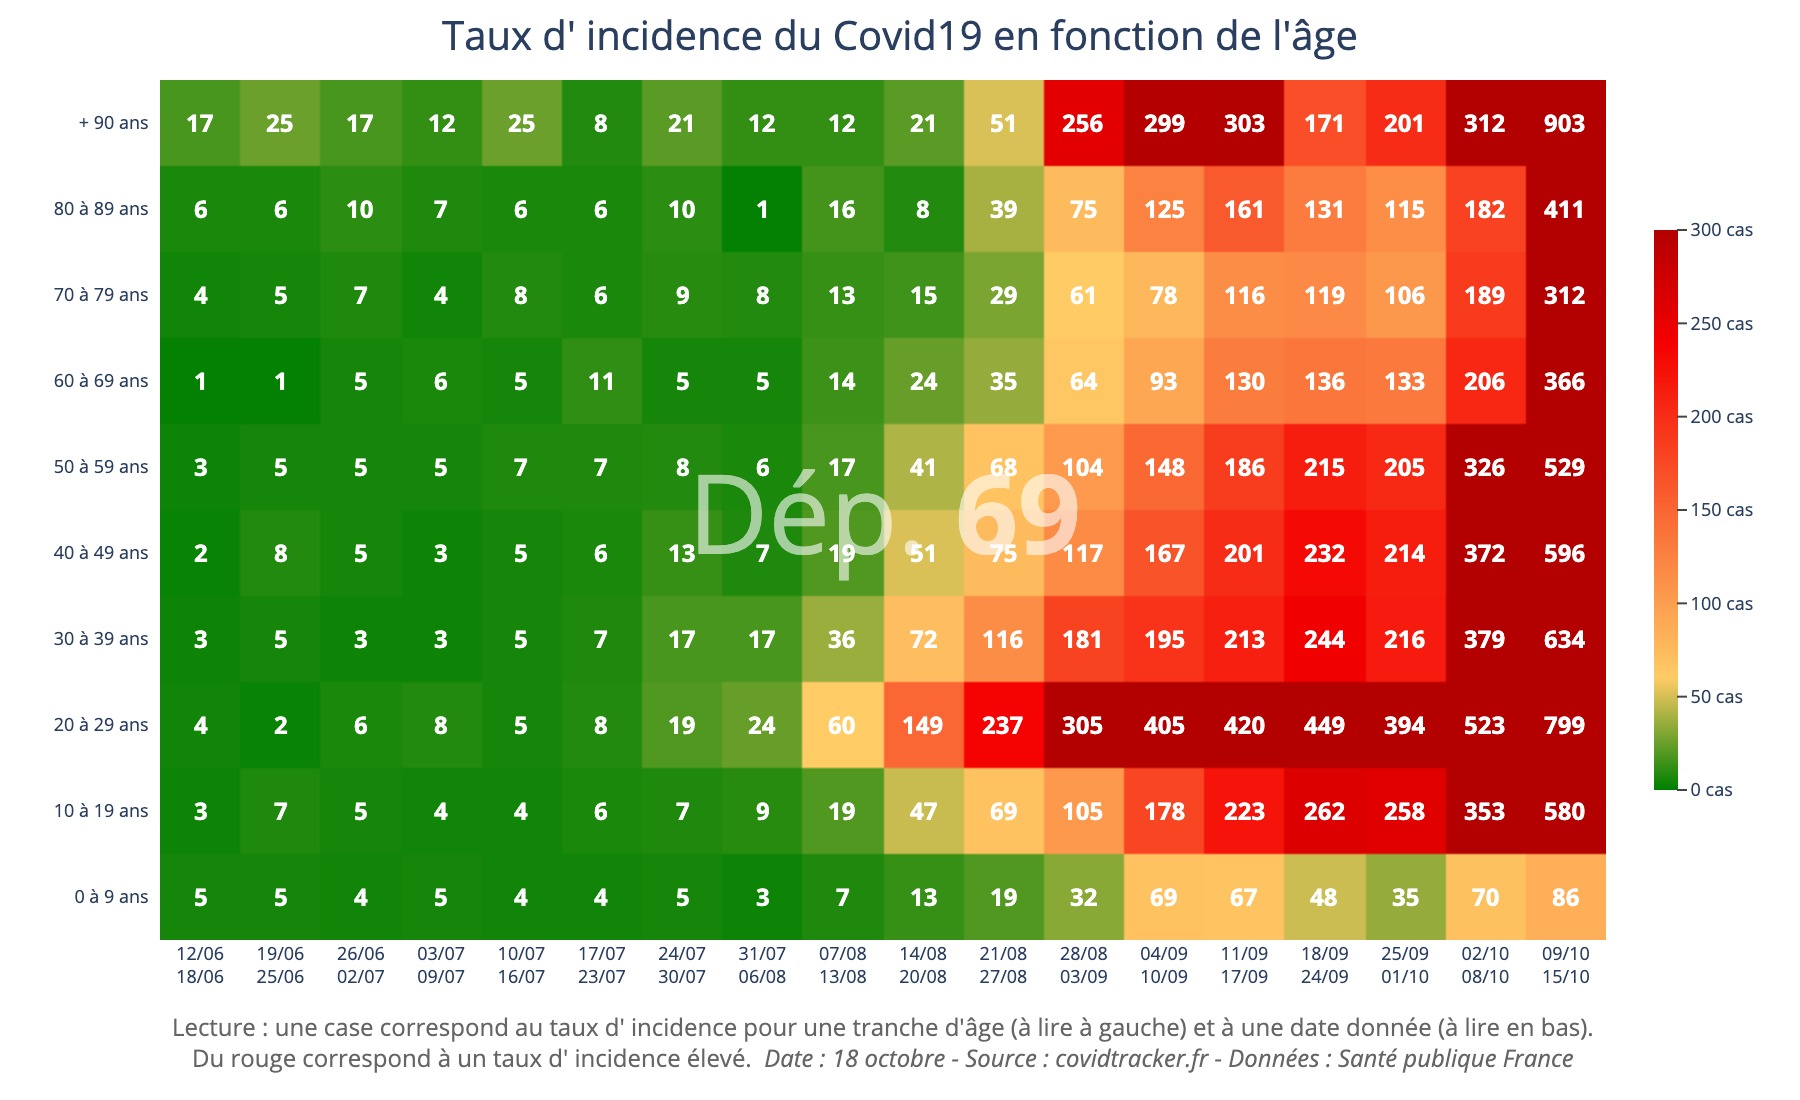 Taux d' incidence du Covid19 en fonction de l'âge
+ 90 ans 17 25 17 12 25 8 21 12 12 21 51 256 299 303 171 201 312 903
80 à 89 ans 6 6 10 7 6 6 10 1 16 8 39 75 125 161 131 115 182 411
70 à 79 ans 4 5 7 4 8 6 9 8 13 15 29 61 78 116 119 106 189 312
60 à 69 ans 1 1 5 6 5 11 5 5 14 24 35 64 93 130 136 133 206 366
50 à 59 ans 3 5 5 5 7 7 8 6 17 41 68 104 148 186 215 205 326 529
Dép. 69
40 à 49 ans 2 8 5 3 5 6 13 7 19 51 75 117 167 201 232 214 372 596
30 à 39 ans 3 5 3 3 5 7 17 17 36 72 116 181 195 213 244 216 379 634
20 à 29 ans 4 2 6 8 5 8 19 24 60 149 237 305 405 420 449 394 523 799
10 à 19 ans 3 7 5 4 4 6 7 9 19 47 69 105 178 223 262 258 353 580
0 à 9 ans 5 5 4 5 4 4 5 3 7 13 19 32 69 67 48 35 70 86
12/06 19/06 26/06 03/07 10/07 17/07 24/07 31/07 07/08 14/08 21/08 28/08 04/09 11/09 18/09 25/09 02/10 09/10
18/06 25/06 02/07 09/07 16/07 23/07 30/07 06/08 13/08 20/08 27/08 03/09 10/09 17/09 24/09 01/10 08/10 15/10
300 cas
250 cas
200 cas
150 cas
100 cas
50 cas
0 cas
Lecture : une case correspond au taux d' incidence pour une tranche d'âge (à lire à gauche) et à une date donnée (à lire en bas).
Du rouge correspond à un taux d' incidence élevé. Date : 18 octobre - Source : covidtracker.fr - Données : Santé publique France